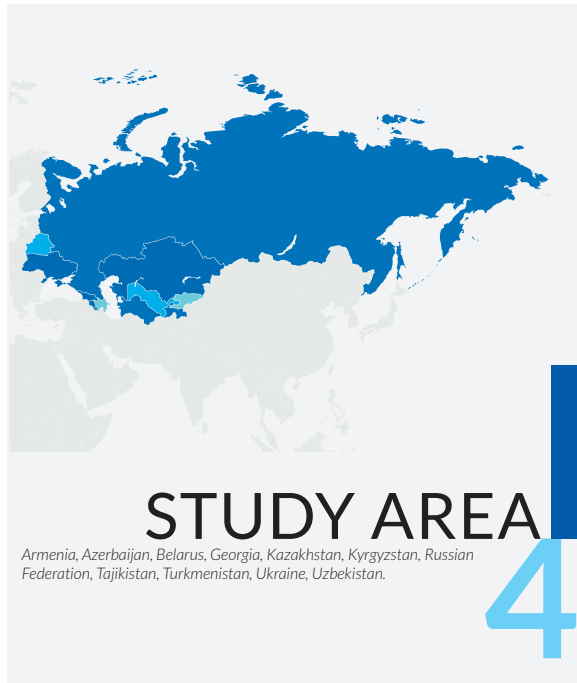 STUDY AREA
Armenia, Azerbaijan, Belarus, Georgia, Kazakhstan, Kyrgyzstan, Russian
Federation, Tajikistan, Turkmenistan, Ukraine, Uzbekistan.
4